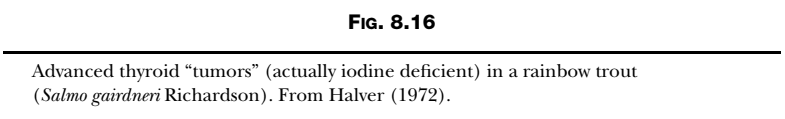 FIG. 8.16
Advanced thyroid “tumors” (actually iodine deficient) in a rainbow trout
(Salmo gairdneri Richardson). From Halver (1972).